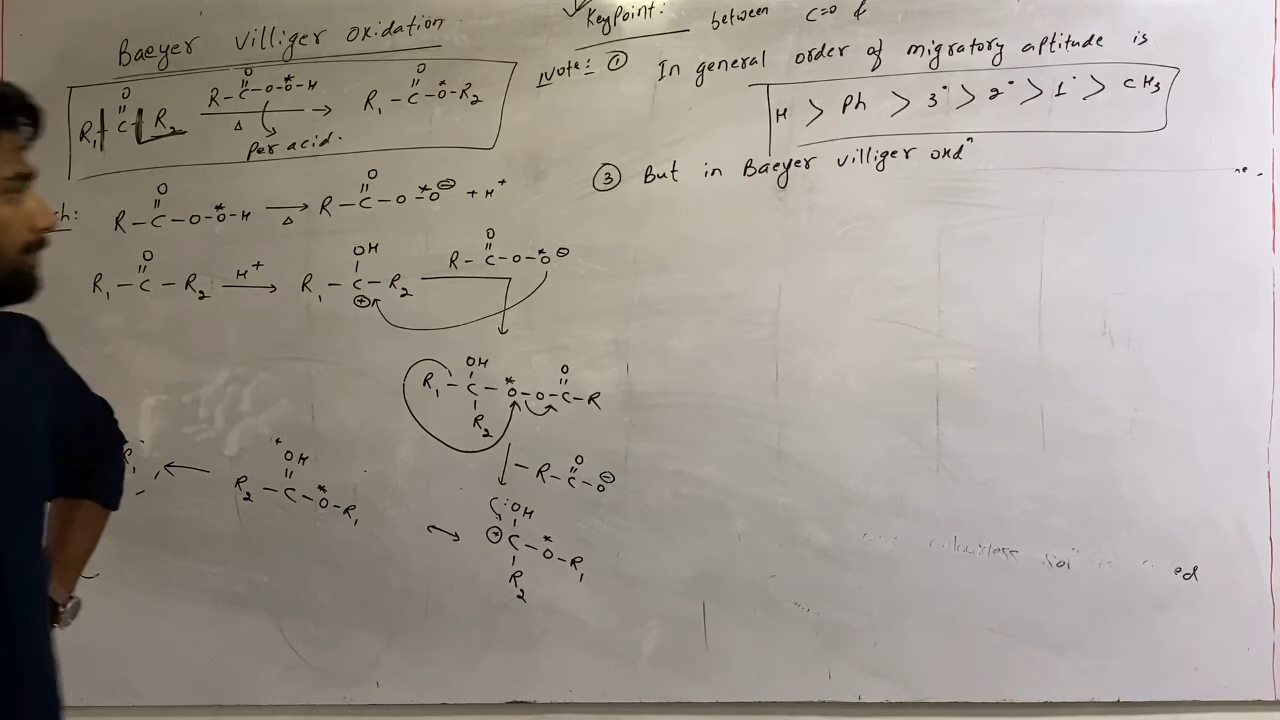 Baeyer Villiger Oxidation
O
O
O
R1 – C – R2
R – C – O – O* – H
Δ
R1 – C – O* – R2
Per acid.
O
O
R – C – O – O* – H → R – C – O – O*⊖ + H+
Δ
O
OH
O
R1 – C – R2
H+
R1 – C – R2
⊕
R – C – O – O*⊖
OH
O
R1 – C – O* – O – C – R
R2
O
– R – C – O⊖
*OH
R2 – C – O* – R1
↔
:OH
⊕ C – O* – R1
R2
KeyPoint: between C=O &
Note: ① In general order of migratory aptitude is
H > Ph > 3° > 2° > 1° > CH3
③ But in Baeyer villiger oxdn
ed